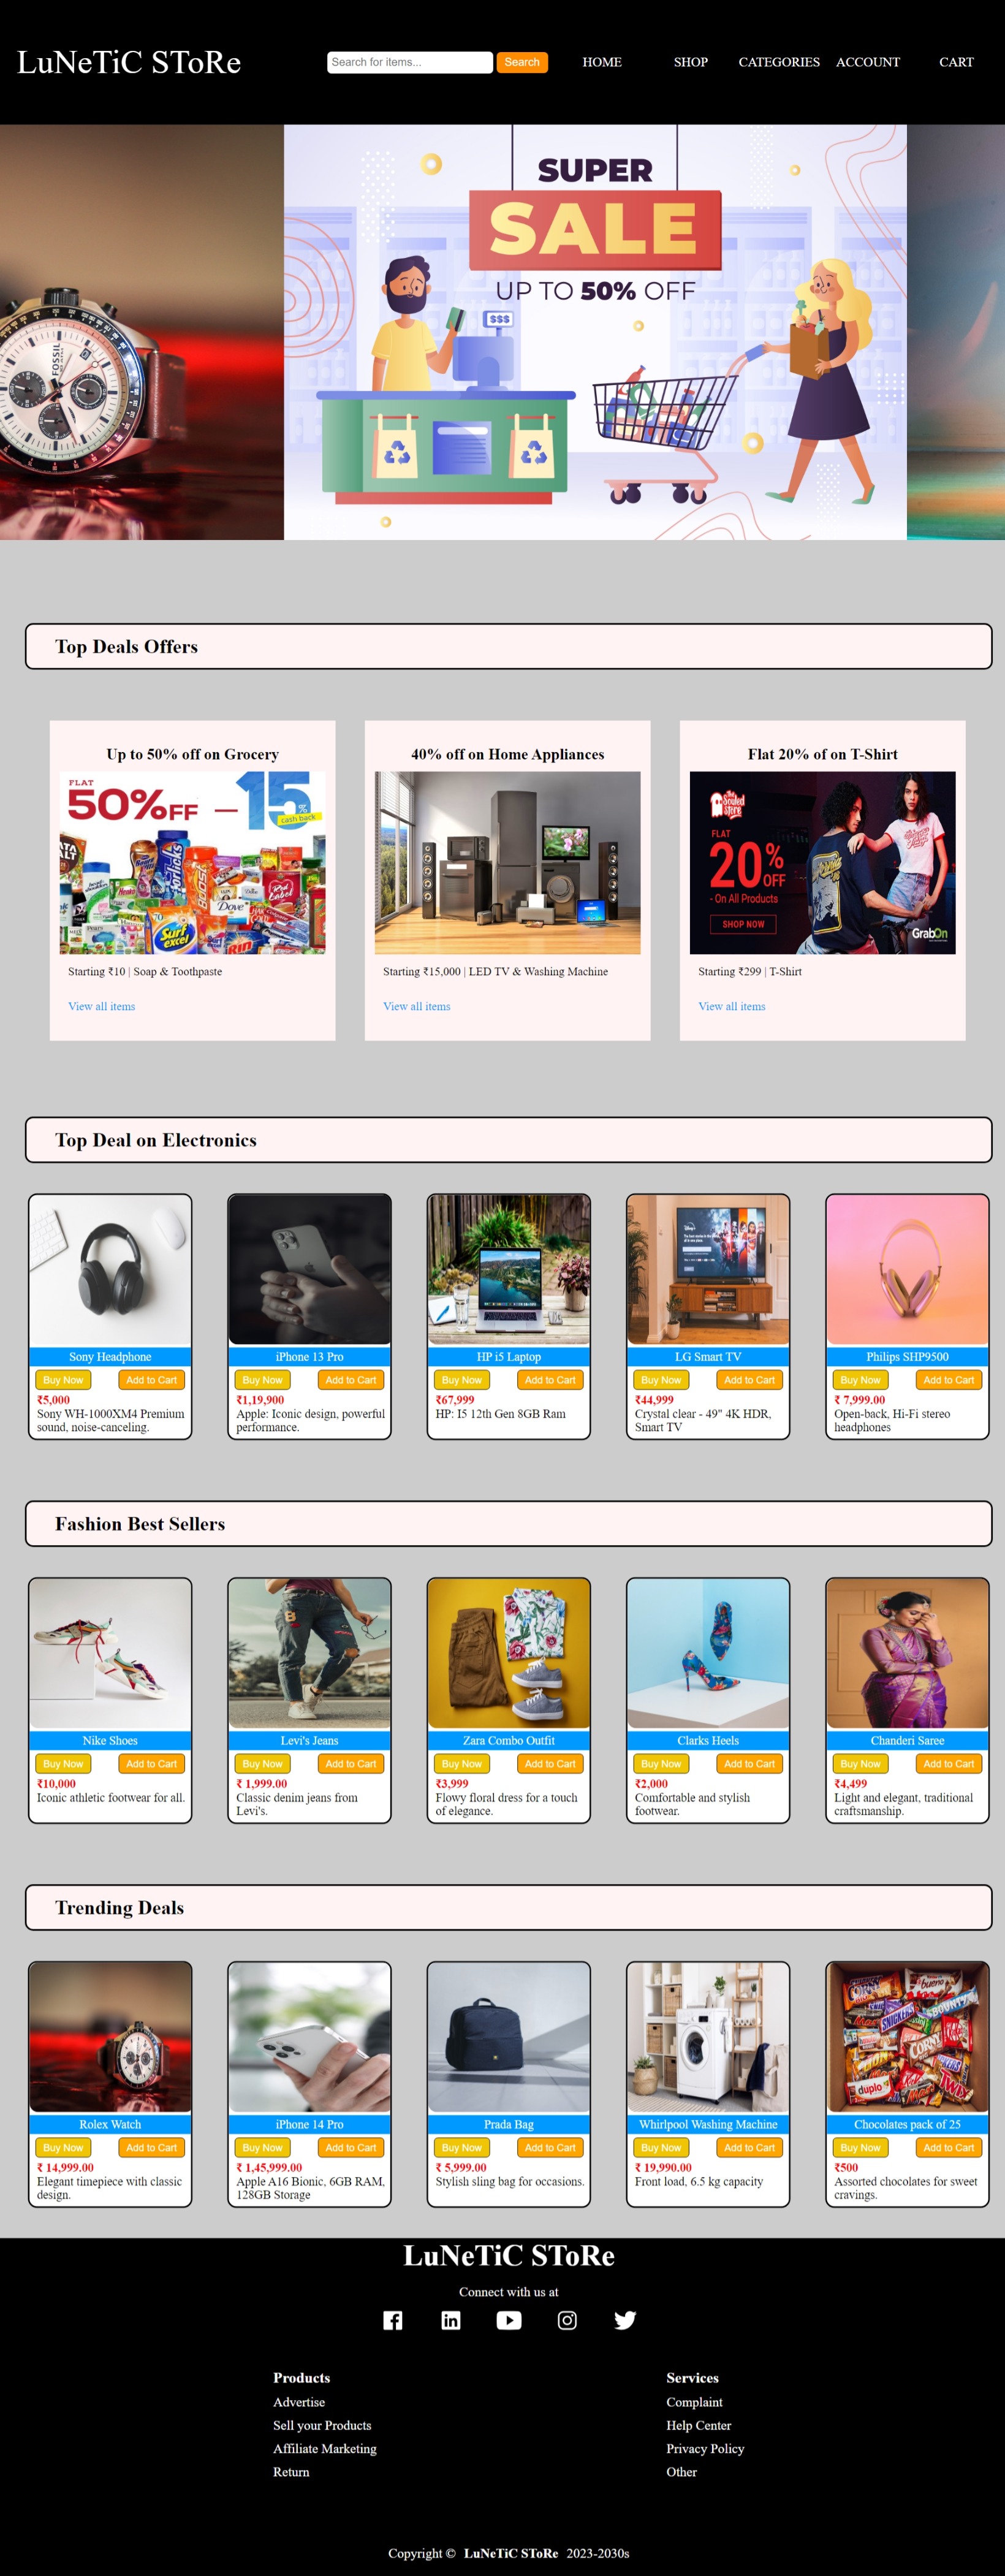 LuNeTiC SToRe
Search for items...
Search
HOME
SHOP
CATEGORIES
ACCOUNT
CART
FOSSIL
SUPER
SALE
UP TO 50% OFF
$$$
Top Deals Offers
Up to 50% off on Grocery
FLAT
50%OFF — 15%
cash back
Horlicks
BOOST
Dove
Surf
excel
Rin
Starting ₹10 | Soap & Toothpaste
View all items
40% off on Home Appliances
Starting ₹15,000 | LED TV & Washing Machine
View all items
Flat 20% of on T-Shirt
The
Souled
Store
FLAT
20%
OFF
- On All Products
SHOP NOW
GrabOn
Starting ₹299 | T-Shirt
View all items
Top Deal on Electronics
Sony Headphone
Buy Now
Add to Cart
₹5,000
Sony WH-1000XM4 Premium
sound, noise-canceling.
iPhone 13 Pro
Buy Now
Add to Cart
₹1,19,900
Apple: Iconic design, powerful
performance.
HP i5 Laptop
Buy Now
Add to Cart
₹67,999
HP: I5 12th Gen 8GB Ram
LG Smart TV
Buy Now
Add to Cart
₹44,999
Crystal clear - 49" 4K HDR,
Smart TV
Philips SHP9500
Buy Now
Add to Cart
₹ 7,999.00
Open-back, Hi-Fi stereo
headphones
Fashion Best Sellers
Nike Shoes
Buy Now
Add to Cart
₹10,000
Iconic athletic footwear for all.
B
Levi's Jeans
Buy Now
Add to Cart
₹ 1,999.00
Classic denim jeans from
Levi's.
Zara Combo Outfit
Buy Now
Add to Cart
₹3,999
Flowy floral dress for a touch
of elegance.
Clarks Heels
Buy Now
Add to Cart
₹2,000
Comfortable and stylish
footwear.
Chanderi Saree
Buy Now
Add to Cart
₹4,499
Light and elegant, traditional
craftsmanship.
Trending Deals
Rolex Watch
Buy Now
Add to Cart
₹ 14,999.00
Elegant timepiece with classic
design.
iPhone 14 Pro
Buy Now
Add to Cart
₹ 1,45,999.00
Apple A16 Bionic, 6GB RAM,
128GB Storage
Prada Bag
Buy Now
Add to Cart
₹ 5,999.00
Stylish sling bag for occasions.
Whirlpool Washing Machine
Buy Now
Add to Cart
₹ 19,990.00
Front load, 6.5 kg capacity
CORNY
bueno
SNICKERS
BOUNTY
CORNY
duplo
TWIX
Chocolates pack of 25
Buy Now
Add to Cart
₹500
Assorted chocolates for sweet
cravings.
LuNeTiC SToRe
Connect with us at
Products
Advertise
Sell your Products
Affiliate Marketing
Return
Services
Complaint
Help Center
Privacy Policy
Other
Copyright © LuNeTiC SToRe 2023-2030s